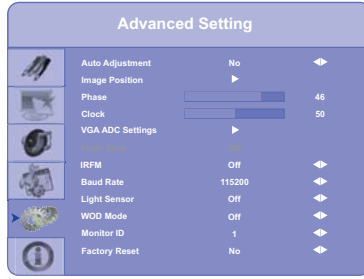 Advanced Setting
Auto Adjustment No
Image Position
Phase 46
Clock 50
VGA ADC Settings
IRFM Off
Baud Rate 115200
Light Sensor Off
WOD Mode Off
Monitor ID 1
Factory Reset No